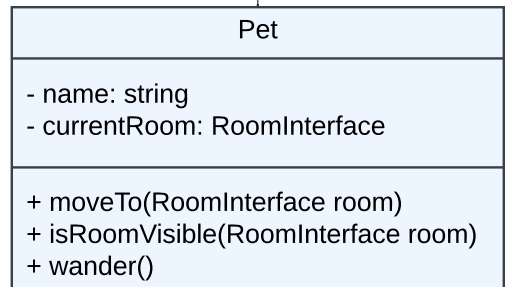 Pet
- name: string
- currentRoom: RoomInterface
+ moveTo(RoomInterface room)
+ isRoomVisible(RoomInterface room)
+ wander()